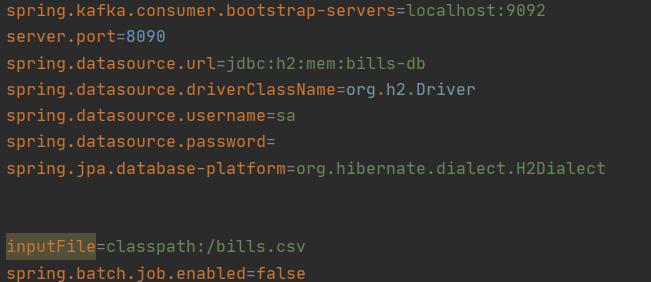 spring.kafka.consumer.bootstrap-servers=localhost:9092
server.port=8090
spring.datasource.url=jdbc:h2:mem:bills-db
spring.datasource.driverClassName=org.h2.Driver
spring.datasource.username=sa
spring.datasource.password=
spring.jpa.database-platform=org.hibernate.dialect.H2Dialect
inputFile=classpath:/bills.csv
spring.batch.job.enabled=false